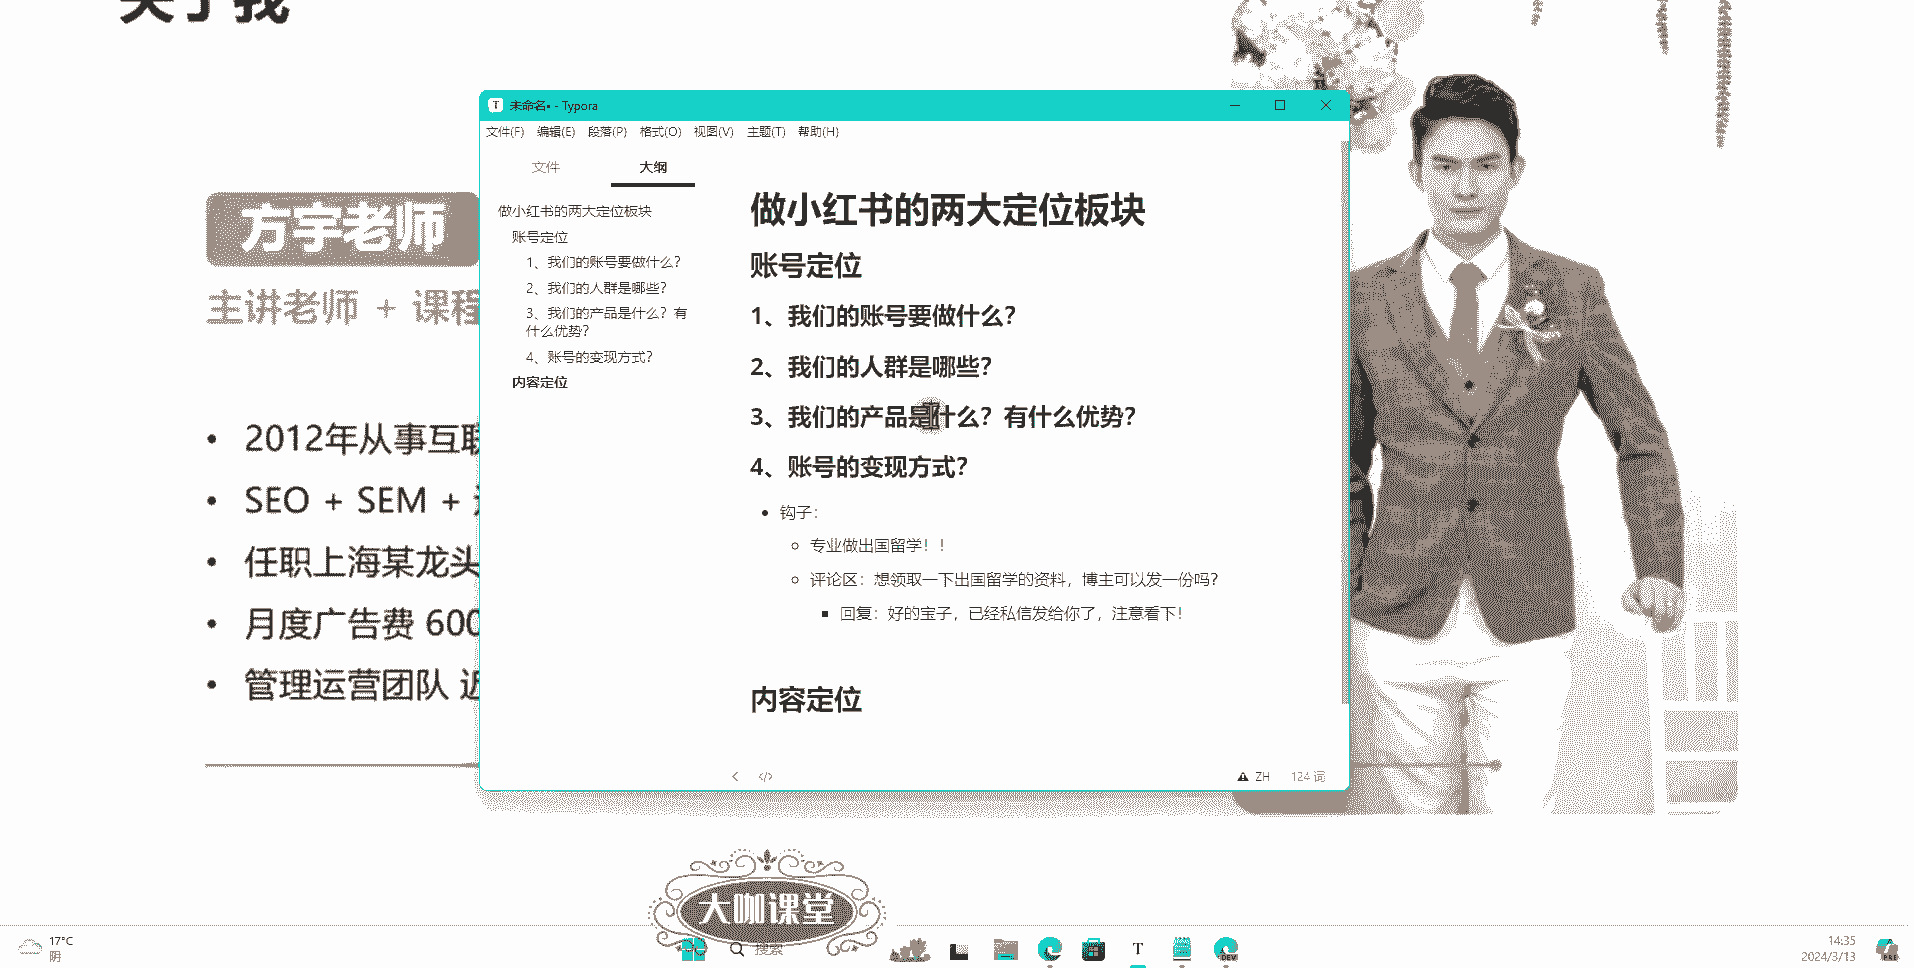 关于我
方宇老师
主讲老师 + 课程
2012年从事互联
SEO + SEM +
任职上海某龙头
月度广告费 600
管理运营团队 近
未命名• - Typora
文件(F) 编辑(E) 段落(P) 格式(O) 视图(V) 主题(T) 帮助(H)
文件 大纲
做小红书的两大定位板块
账号定位
1、我们的账号要做什么？
2、我们的人群是哪些？
3、我们的产品是什么？有
什么优势？
4、账号的变现方式？
内容定位
做小红书的两大定位板块
账号定位
1、我们的账号要做什么？
2、我们的人群是哪些？
3、我们的产品是什么？有什么优势？
4、账号的变现方式？
钩子：
专业做出国留学！！
评论区：想领取一下出国留学的资料，博主可以发一份吗？
回复：好的宝子，已经私信发给你了，注意看下！
内容定位
ZH 124 词
大咖课堂
17°C
阴
搜索
T
DEV
14:35
2024/3/13
PRE